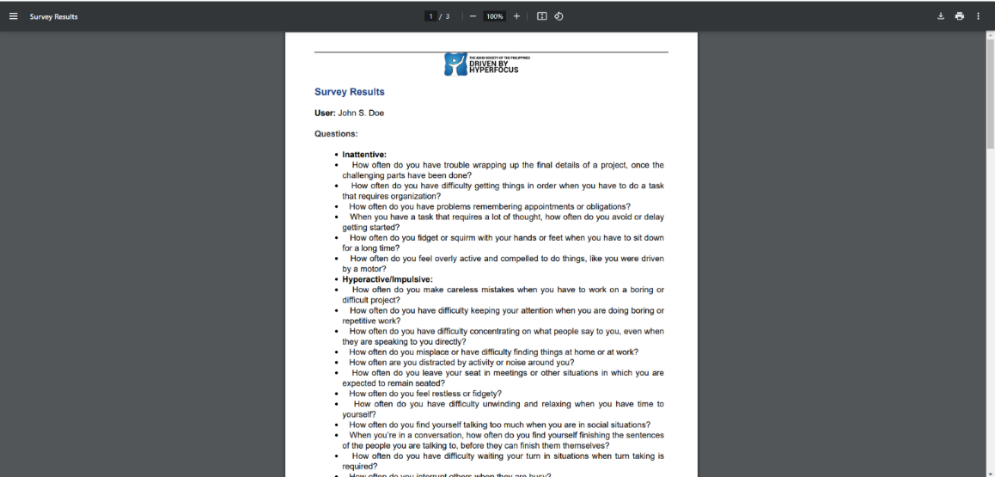 Survey Results
1 / 3
100%
THE ADHD SOCIETY OF THE PHILIPPINES
DRIVEN BY
HYPERFOCUS
Survey Results
User: John S. Doe
Questions:
• Inattentive:
• How often do you have trouble wrapping up the final details of a project, once the
challenging parts have been done?
• How often do you have difficulty getting things in order when you have to do a task
that requires organization?
• How often do you have problems remembering appointments or obligations?
• When you have a task that requires a lot of thought, how often do you avoid or delay
getting started?
• How often do you fidget or squirm with your hands or feet when you have to sit down
for a long time?
• How often do you feel overly active and compelled to do things, like you were driven
by a motor?
• Hyperactive/Impulsive:
• How often do you make careless mistakes when you have to work on a boring or
difficult project?
• How often do you have difficulty keeping your attention when you are doing boring or
repetitive work?
• How often do you have difficulty concentrating on what people say to you, even when
they are speaking to you directly?
• How often do you misplace or have difficulty finding things at home or at work?
• How often are you distracted by activity or noise around you?
• How often do you leave your seat in meetings or other situations in which you are
expected to remain seated?
• How often do you feel restless or fidgety?
• How often do you have difficulty unwinding and relaxing when you have time to
yourself?
• How often do you find yourself talking too much when you are in social situations?
• When you're in a conversation, how often do you find yourself finishing the sentences
of the people you are talking to, before they can finish them themselves?
• How often do you have difficulty waiting your turn in situations when turn taking is
required?
• How often do you interrupt others when they are busy?